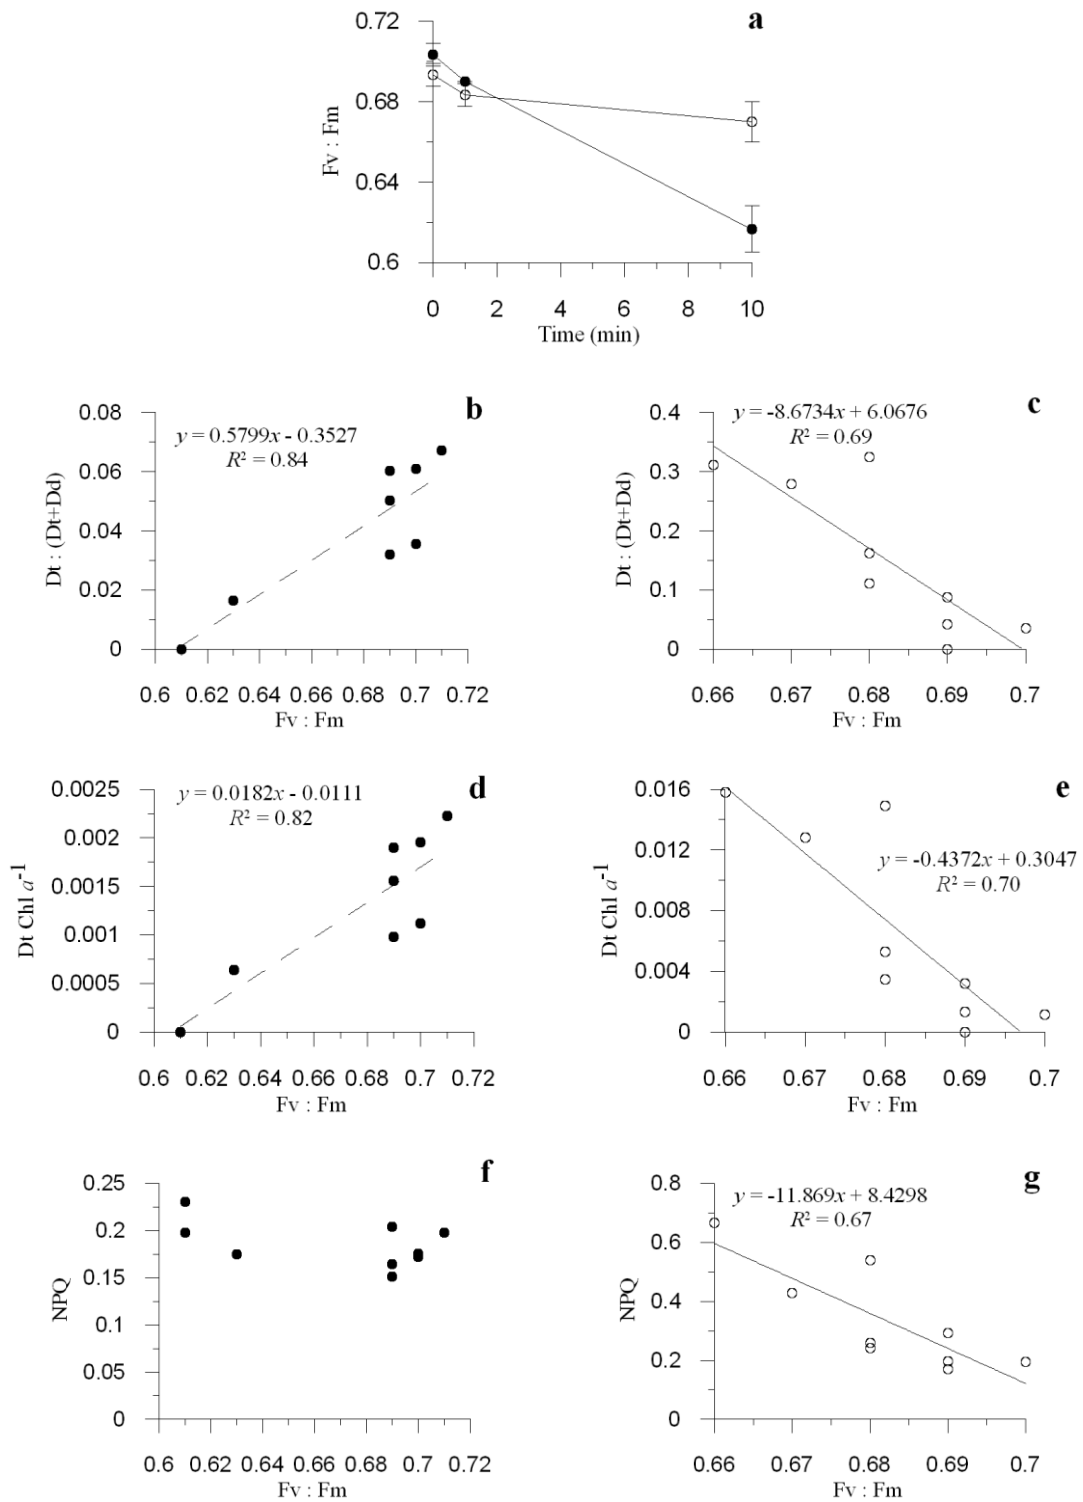 a
0.72
0.68
0.64
0.6
Fv : Fm
0 2 4 6 8 10
Time (min)
b
0.08
0.06
0.04
0.02
0
Dt : (Dt+Dd)
y = 0.5799x - 0.3527
R² = 0.84
0.6 0.62 0.64 0.66 0.68 0.7 0.72
Fv : Fm
c
0.4
0.3
0.2
0.1
0
Dt : (Dt+Dd)
y = -8.6734x + 6.0676
R² = 0.69
0.66 0.67 0.68 0.69 0.7
Fv : Fm
d
0.0025
0.002
0.0015
0.001
0.0005
0
Dt Chl a⁻¹
y = 0.0182x - 0.0111
R² = 0.82
0.6 0.62 0.64 0.66 0.68 0.7 0.72
Fv : Fm
e
0.016
0.012
0.008
0.004
0
Dt Chl a⁻¹
y = -0.4372x + 0.3047
R² = 0.70
0.66 0.67 0.68 0.69 0.7
Fv : Fm
f
0.25
0.2
0.15
0.1
0.05
0
NPQ
0.6 0.62 0.64 0.66 0.68 0.7 0.72
Fv : Fm
g
0.8
0.6
0.4
0.2
0
NPQ
y = -11.869x + 8.4298
R² = 0.67
0.66 0.67 0.68 0.69 0.7
Fv : Fm